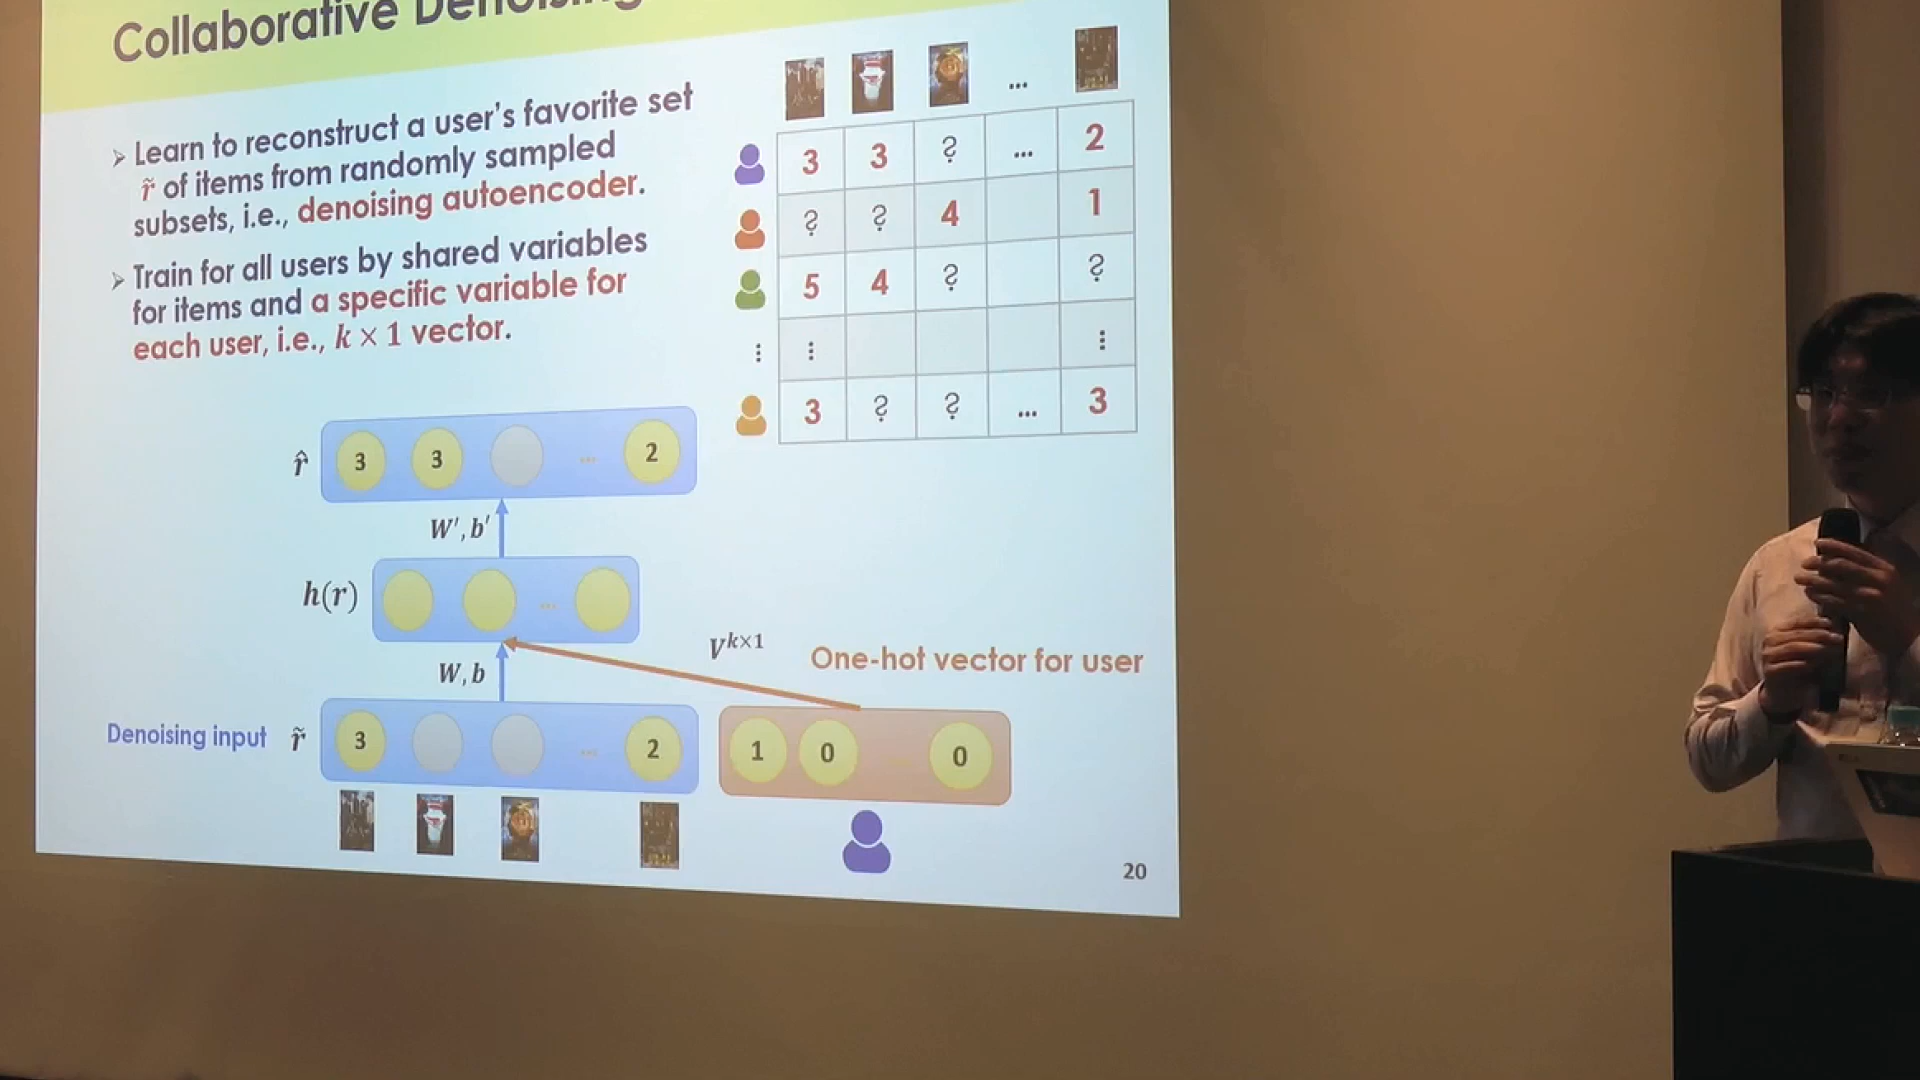 Collaborative Denoising
➢ Learn to reconstruct a user's favorite set
r̃ of items from randomly sampled
subsets, i.e., denoising autoencoder.
➢ Train for all users by shared variables
for items and a specific variable for
each user, i.e., k × 1 vector.
...
3 3 ? ... 2
? ? 4 1
5 4 ? ?
⋮ ⋮ ⋮
3 ? ? ... 3
r̂ 3 3 ... 2
W′, b′
h(r) ...
V^{k×1} One-hot vector for user
W, b
Denoising input r̃ 3 ... 2
1 0 ... 0
20